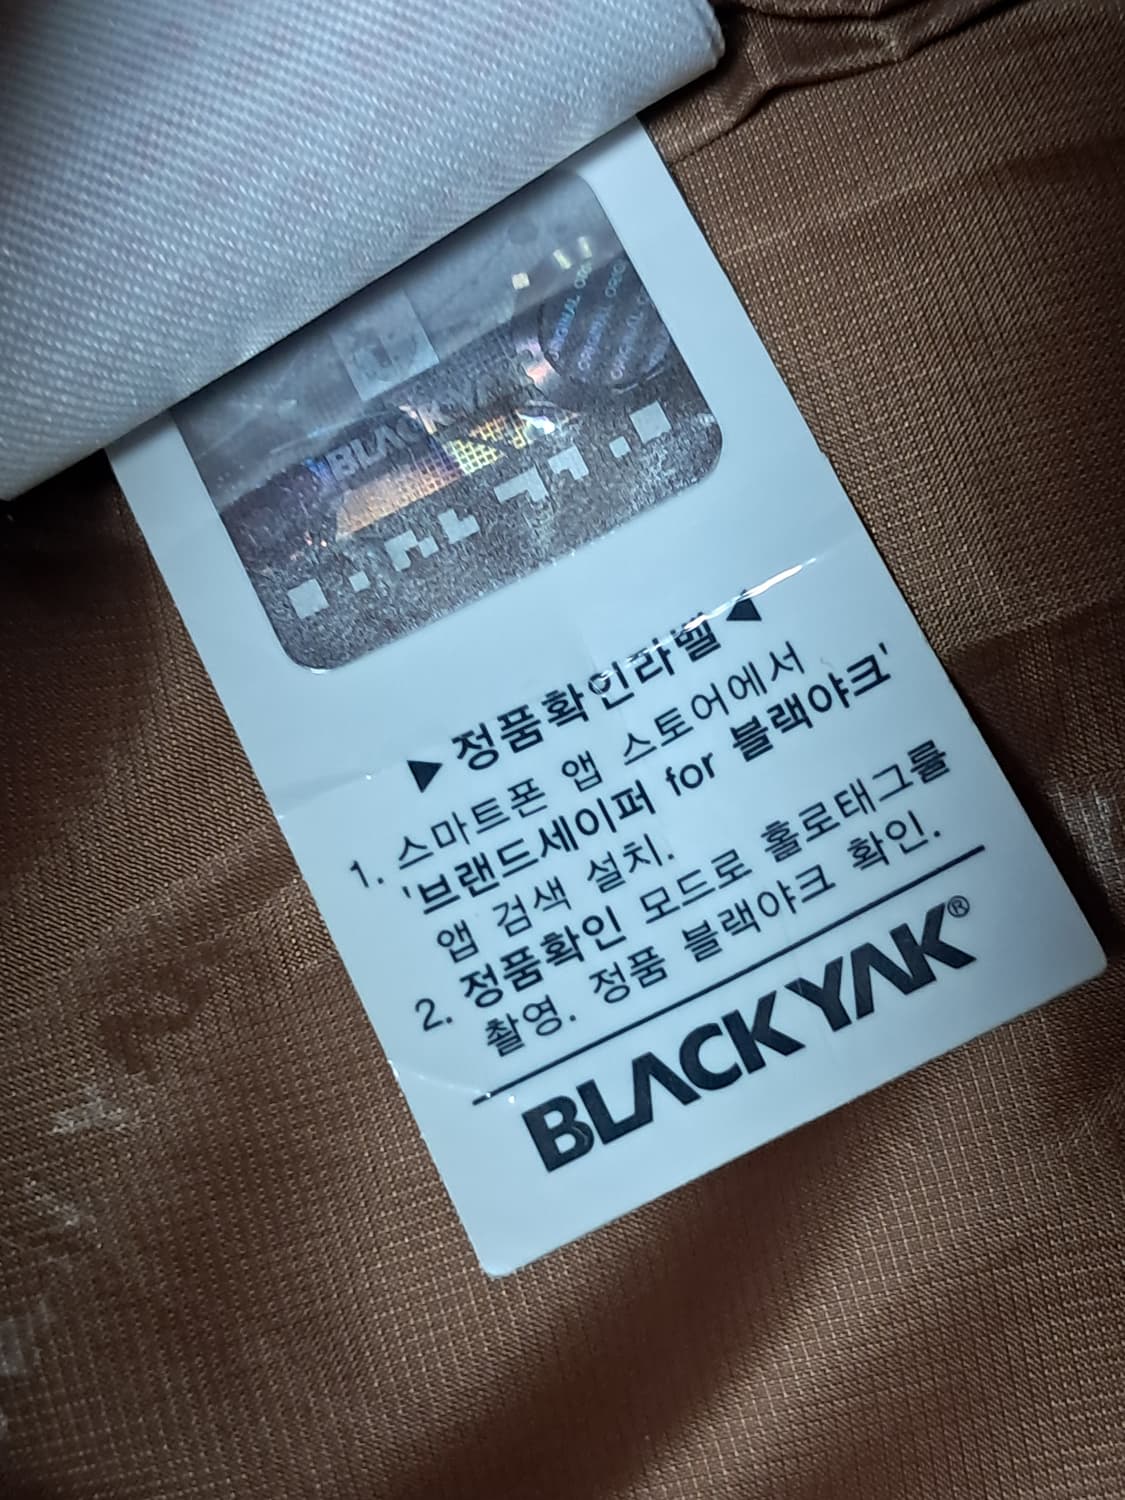 BLACKYAK
▶ 정품확인라벨 ◀
1. 스마트폰 앱 스토어에서
'브랜드세이퍼 for 블랙야크'
앱 검색 설치.
2. 정품확인 모드로 홀로태그를
촬영. 정품 블랙야크 확인.
BLACKYAK®